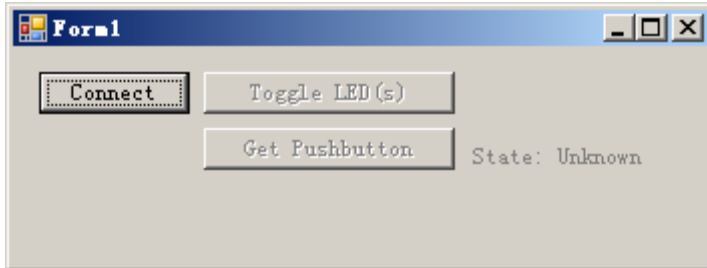 Form1
Connect
Toggle LED(s)
Get Pushbutton
State: Unknown